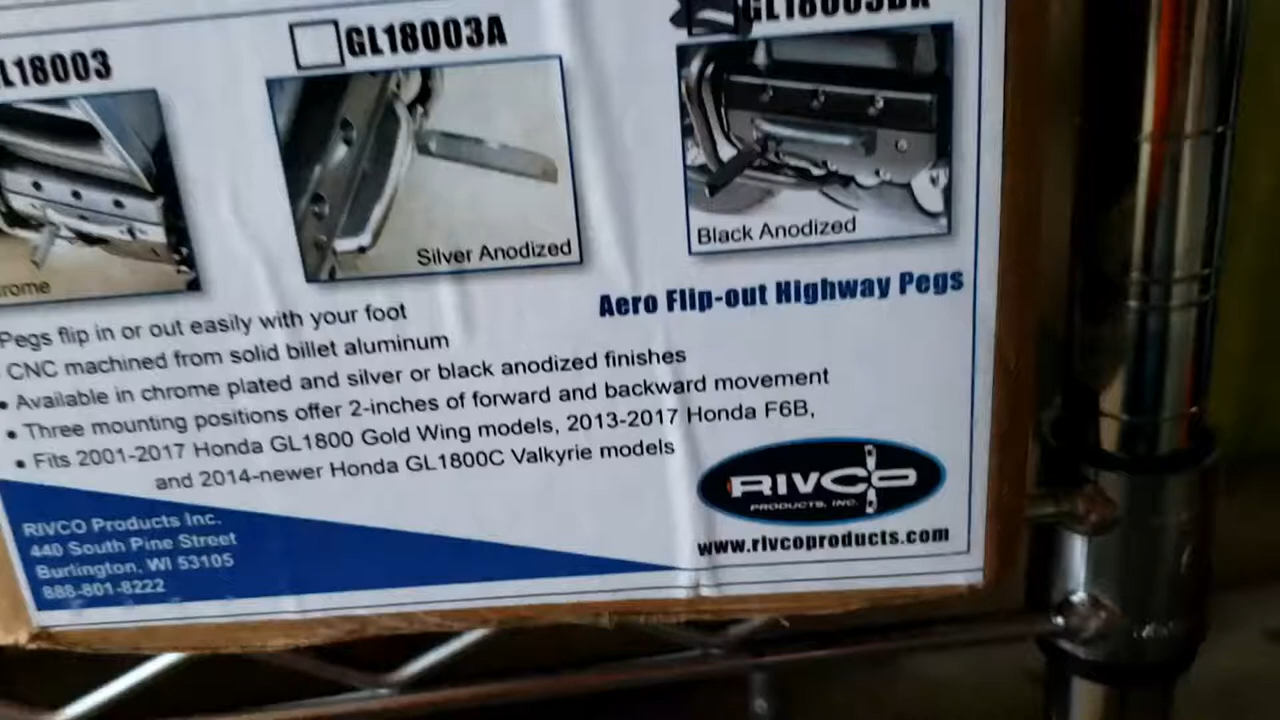 L18003
GL18003A
GL18003BK
rome
Silver Anodized
Black Anodized
Aero Flip-out Highway Pegs
Pegs flip in or out easily with your foot
CNC machined from solid billet aluminum
• Available in chrome plated and silver or black anodized finishes
• Three mounting positions offer 2-inches of forward and backward movement
• Fits 2001-2017 Honda GL1800 Gold Wing models, 2013-2017 Honda F6B,
and 2014-newer Honda GL1800C Valkyrie models
RIVCO Products Inc.
440 South Pine Street
Burlington, WI 53105
888-801-8222
RIVCO
PRODUCTS, INC.
www.rivcoproducts.com